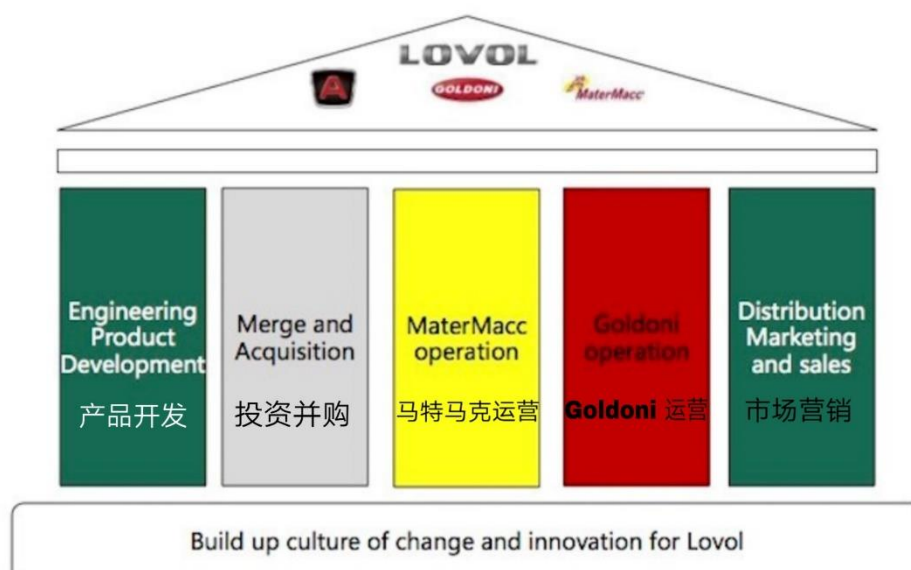 LOVOL
A
GOLDONI
MaterMacc
Engineering
Product
Development
产品开发
Merge and
Acquisition
投资并购
MaterMacc
operation
马特马克运营
Goldoni
operation
Goldoni 运营
Distribution
Marketing
and sales
市场营销
Build up culture of change and innovation for Lovol